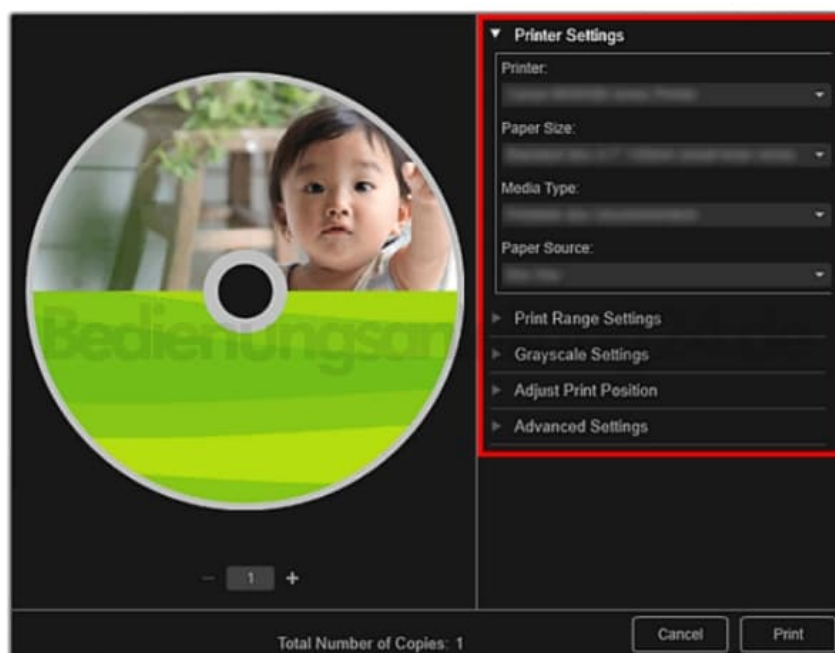 Printer Settings
Printer:
Paper Size:
Media Type:
Paper Source:
Print Range Settings
Grayscale Settings
Adjust Print Position
Advanced Settings
Bedienungsan
1
Total Number of Copies: 1
Cancel
Print